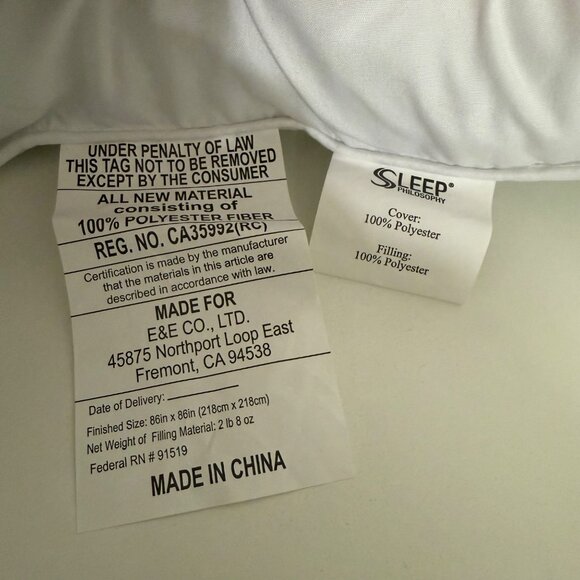 UNDER PENALTY OF LAW
THIS TAG NOT TO BE REMOVED
EXCEPT BY THE CONSUMER
ALL NEW MATERIAL
consisting of
100% POLYESTER FIBER
REG. NO. CA35992(RC)
Certification is made by the manufacturer
that the materials in this article are
described in accordance with law.
MADE FOR
E&E CO., LTD.
45875 Northport Loop East
Fremont, CA 94538
Date of Delivery:
Finished Size: 86in x 86in (218cm x 218cm)
Net Weight of Filling Material: 2 lb 8 oz
Federal RN # 91519
MADE IN CHINA
SLEEP®
PHILOSOPHY
Cover:
100% Polyester
Filling:
100% Polyester